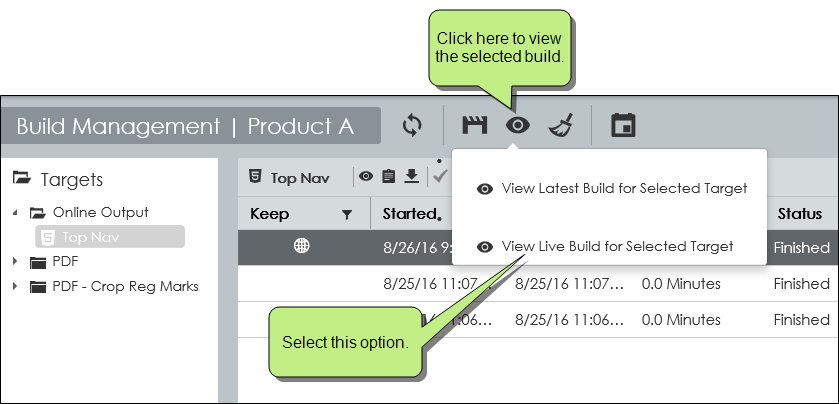 Click here to view
the selected build.
Build Management | Product A
Targets
Online Output
Top Nav
PDF
PDF - Crop Reg Marks
Top Nav
View Latest Build for Selected Target
View Live Build for Selected Target
Keep Started Status
8/26/16 Finished
8/25/16 11:07... 8/25/16 11:07... 0.0 Minutes Finished
11:06... 8/25/16 11:06... 0.0 Minutes Finished
Select this option.